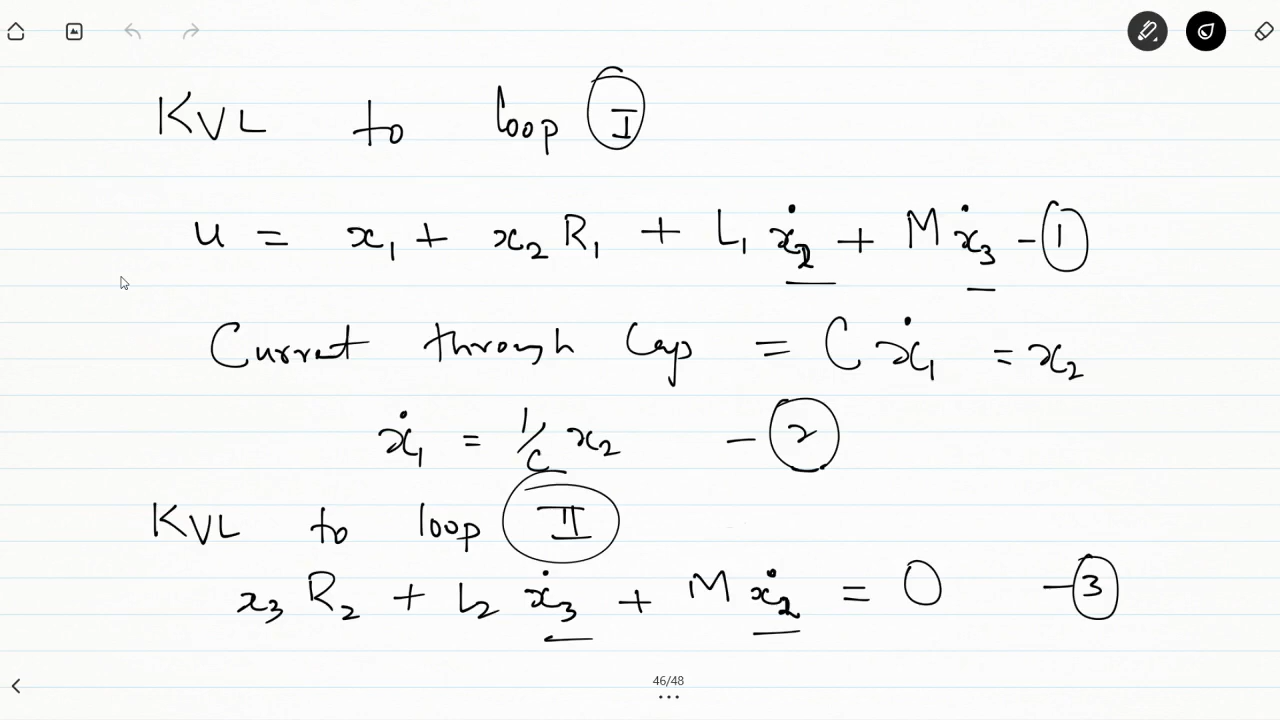 KVL to loop I
u = x₁ + x₂ R₁ + L₁ ẋ₂ + M ẋ₃ - 1
Current through Cap = C ẋ₁ = x₂
ẋ₁ = 1/C x₂ - 2
KVL to loop II
x₃ R₂ + L₂ ẋ₃ + M ẋ₂ = 0 - 3
46/48